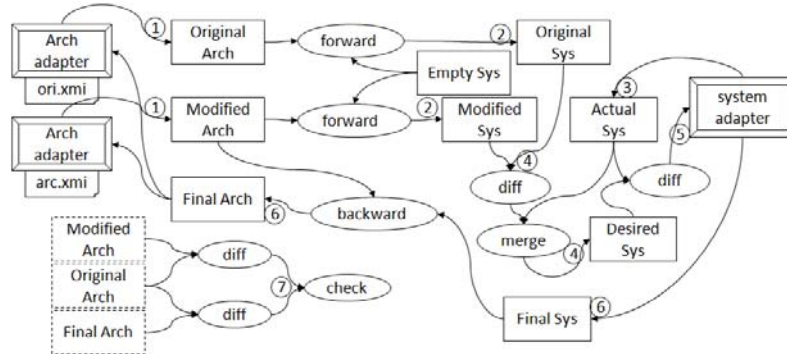 Arch
adapter
ori.xmi
①
Original
Arch
forward
②
Original
Sys
Empty Sys
Arch
adapter
arc.xmi
①
Modified
Arch
forward
②
Modified
Sys
③
Actual
Sys
system
adapter
⑤
④
diff
diff
Final Arch
⑥
backward
merge
④
Desired
Sys
Modified
Arch
Original
Arch
Final Arch
diff
diff
⑦
check
Final Sys
⑥